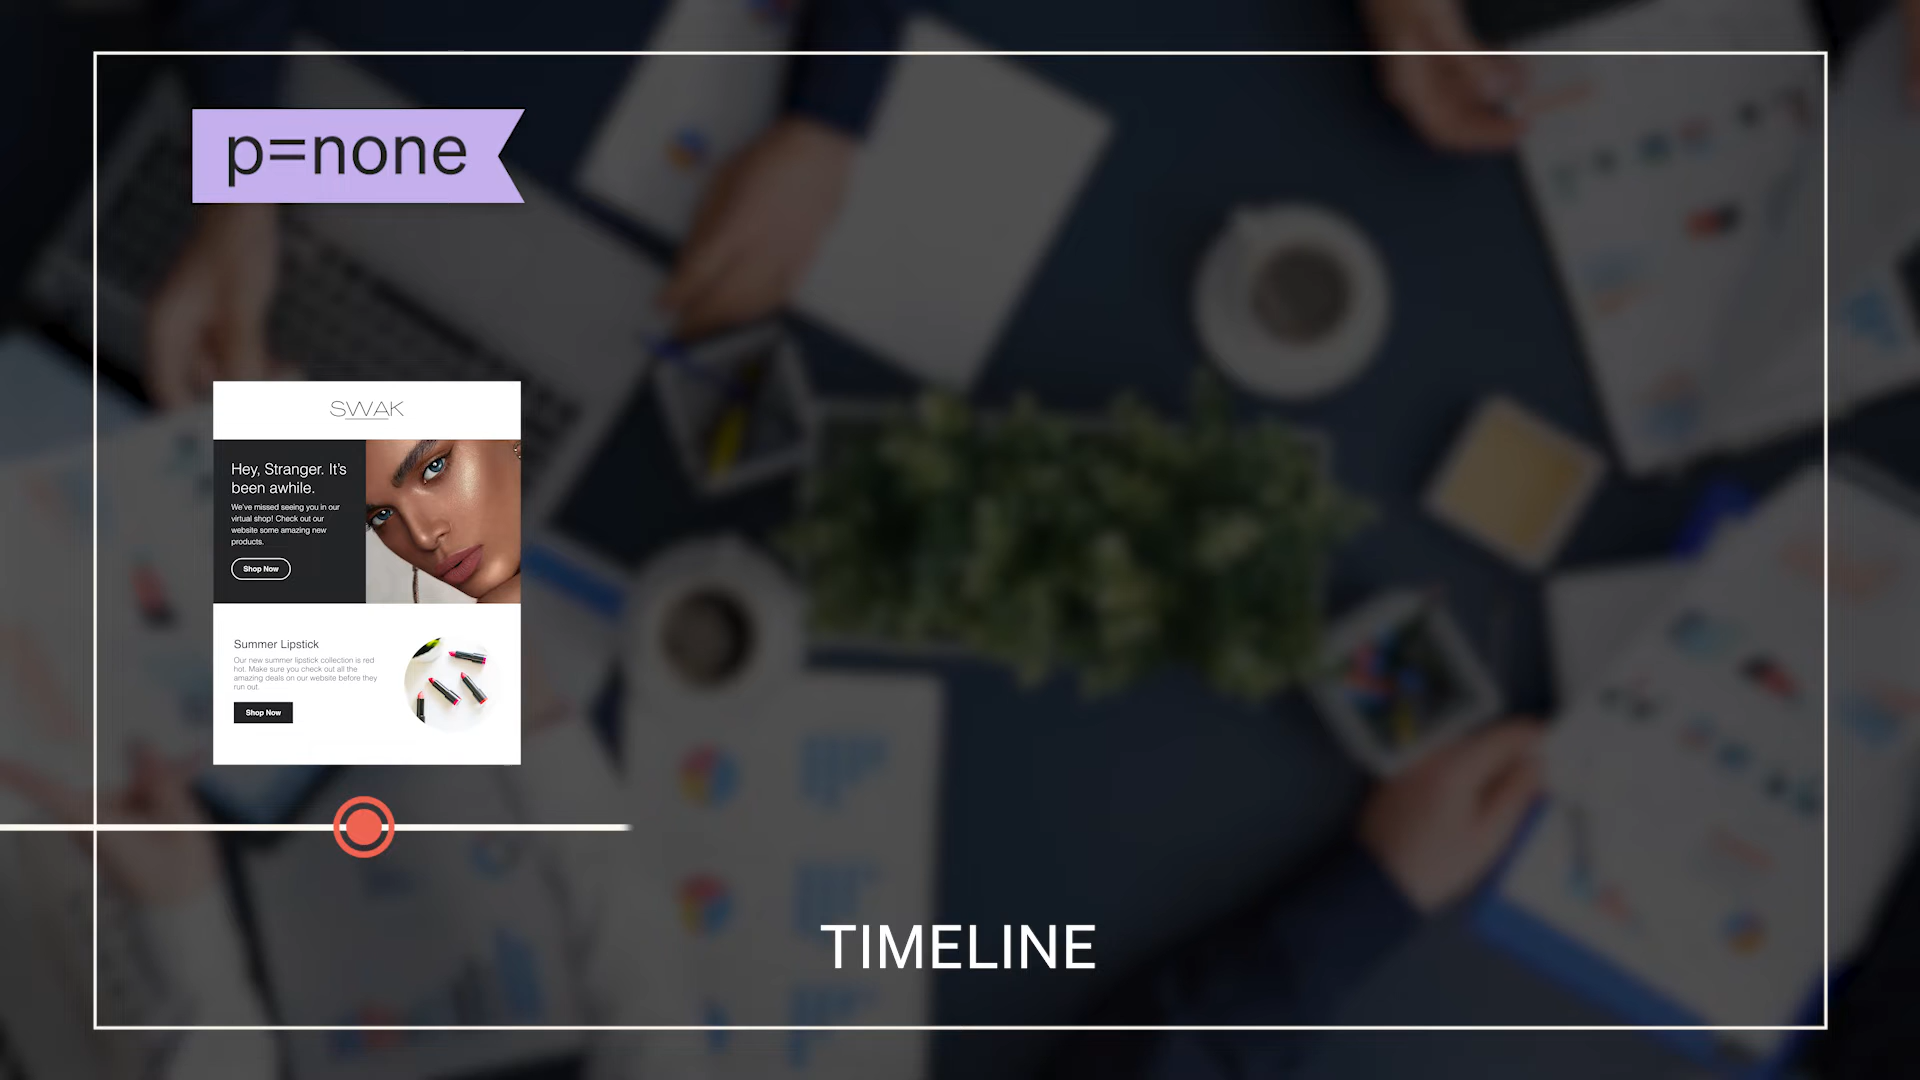 p=none
SWAK
Hey, Stranger. It's
been awhile.
We've missed seeing you in our
virtual shop! Check out our
website some amazing new
products.
Shop Now
Summer Lipstick
Our new summer lipstick collection is red
hot. Make sure you check out all the
amazing deals on our website before they
run out.
Shop Now
TIMELINE